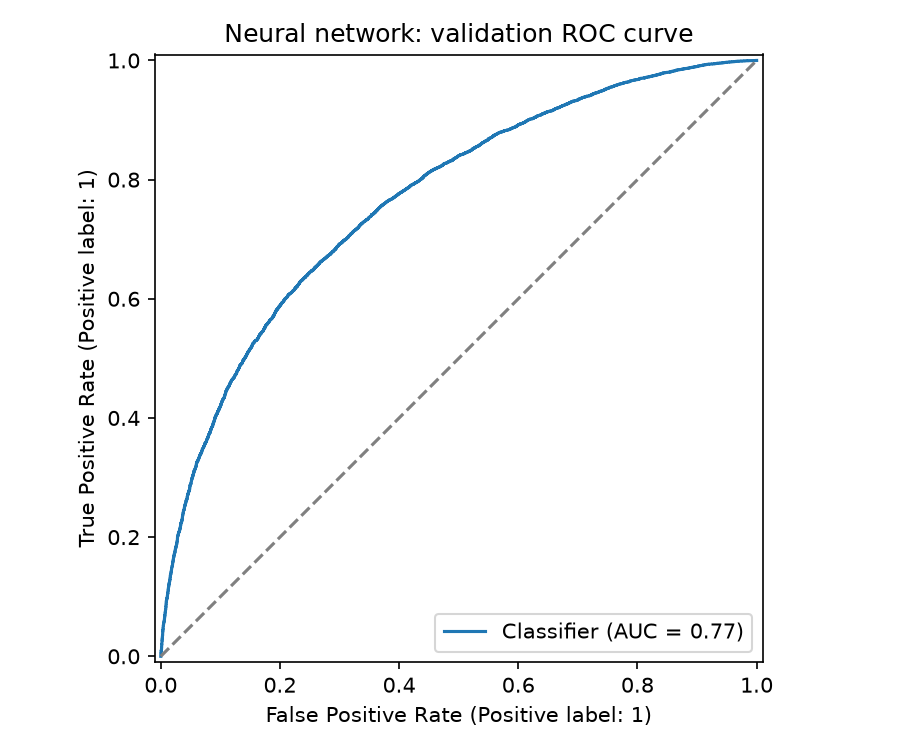 Neural network: validation ROC curve
True Positive Rate (Positive label: 1)
1.0
0.8
0.6
0.4
0.2
0.0
Classifier (AUC = 0.77)
0.0 0.2 0.4 0.6 0.8 1.0
False Positive Rate (Positive label: 1)